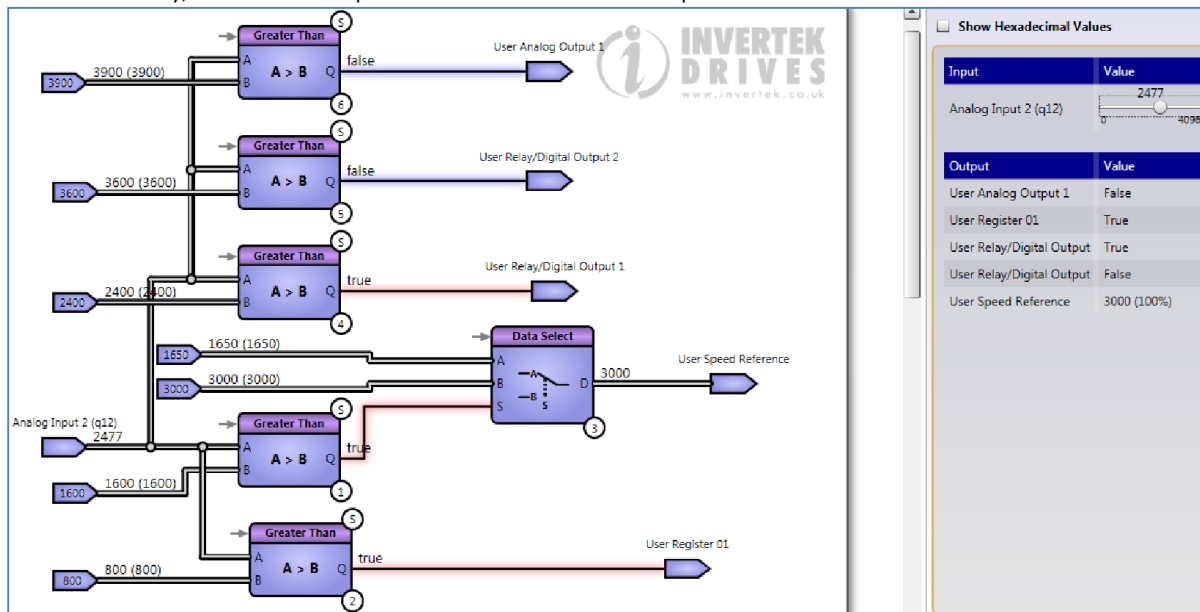 Greater Than
S
A
B
A > B
Q
6
3900
3900 (3900)
false
User Analog Output 1
INVERTEK
DRIVES
www.invertek.co.uk
Greater Than
S
A
B
A > B
Q
5
3600
3600 (3600)
false
User Relay/Digital Output 2
Greater Than
S
A
B
A > B
Q
4
2400
2400 (2400)
true
User Relay/Digital Output 1
1650
1650 (1650)
3000
3000 (3000)
Data Select
A
B
S
A
B
S
D
3
3000
User Speed Reference
Analog Input 2 (q12)
2477
Greater Than
S
A
B
A > B
Q
1
1600
1600 (1600)
true
Greater Than
S
A
B
A > B
Q
2
800
800 (800)
true
User Register 01
Show Hexadecimal Values
Input Value
Analog Input 2 (q12) 2477
0 4095
Output Value
User Analog Output 1 False
User Register 01 True
User Relay/Digital Output True
User Relay/Digital Output False
User Speed Reference 3000 (100%)